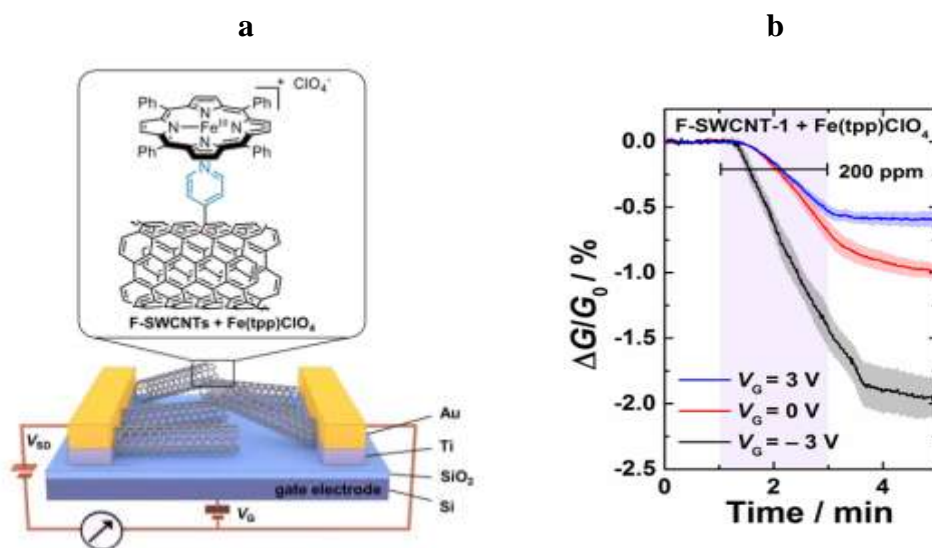 a
b
+ ClO4-
Ph
Ph
N
N
FeIII
N
N
Ph
Ph
N
F-SWCNTs + Fe(tpp)ClO4
VSD
Au
Ti
SiO2
gate electrode
Si
VG
F-SWCNT-1 + Fe(tpp)ClO4
200 ppm
ΔG/G0 / %
0.0
-0.5
-1.0
-1.5
-2.0
-2.5
VG = 3 V
VG = 0 V
VG = – 3 V
0
2
4
Time / min